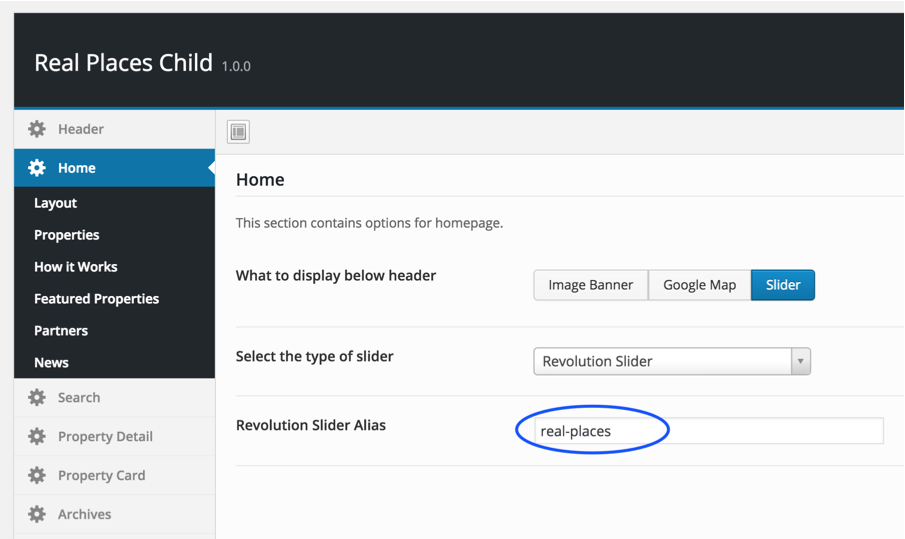 Real Places Child 1.0.0
Header
Home
Layout
Properties
How it Works
Featured Properties
Partners
News
Search
Property Detail
Property Card
Archives
Home
This section contains options for homepage.
What to display below header
Image Banner Google Map Slider
Select the type of slider
Revolution Slider
Revolution Slider Alias
real-places